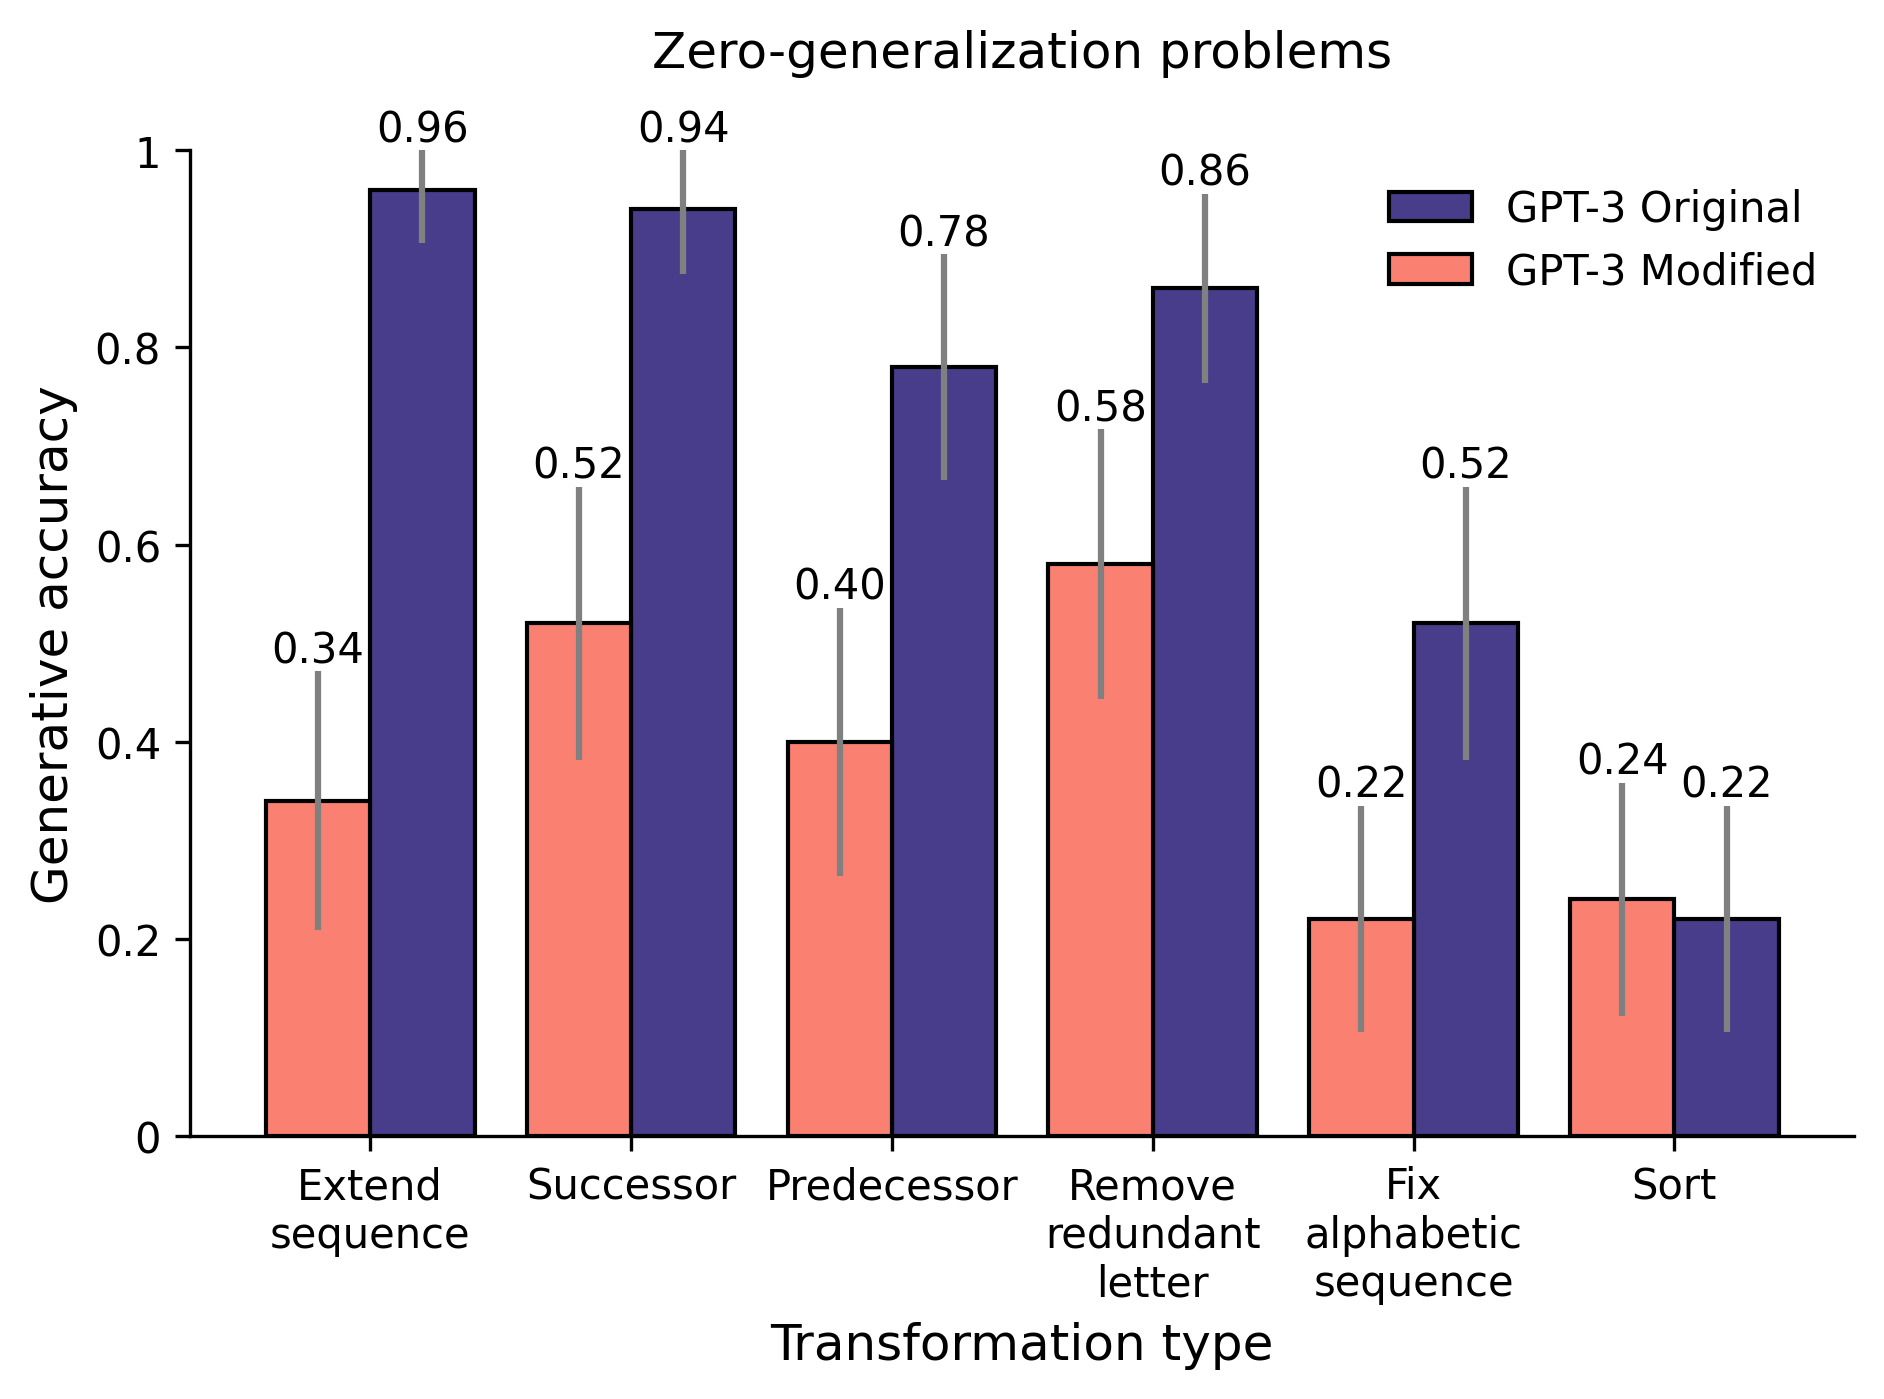 Zero-generalization problems
0.96
0.94
0.86
0.78
0.58
0.52
0.52
0.40
0.34
0.24
0.22
0.22
GPT-3 Original
GPT-3 Modified
Generative accuracy
1
0.8
0.6
0.4
0.2
0
Extend
sequence
Successor
Predecessor
Remove
redundant
letter
Fix
alphabetic
sequence
Sort
Transformation type